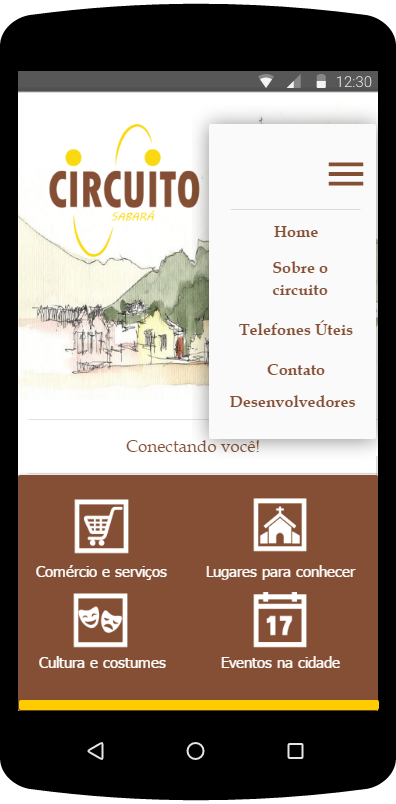 12:30
CIRCUITO
SABARÁ
Home
Sobre o
circuito
Telefones Úteis
Contato
Desenvolvedores
Conectando você!
Comércio e serviços
Lugares para conhecer
17
Cultura e costumes
Eventos na cidade